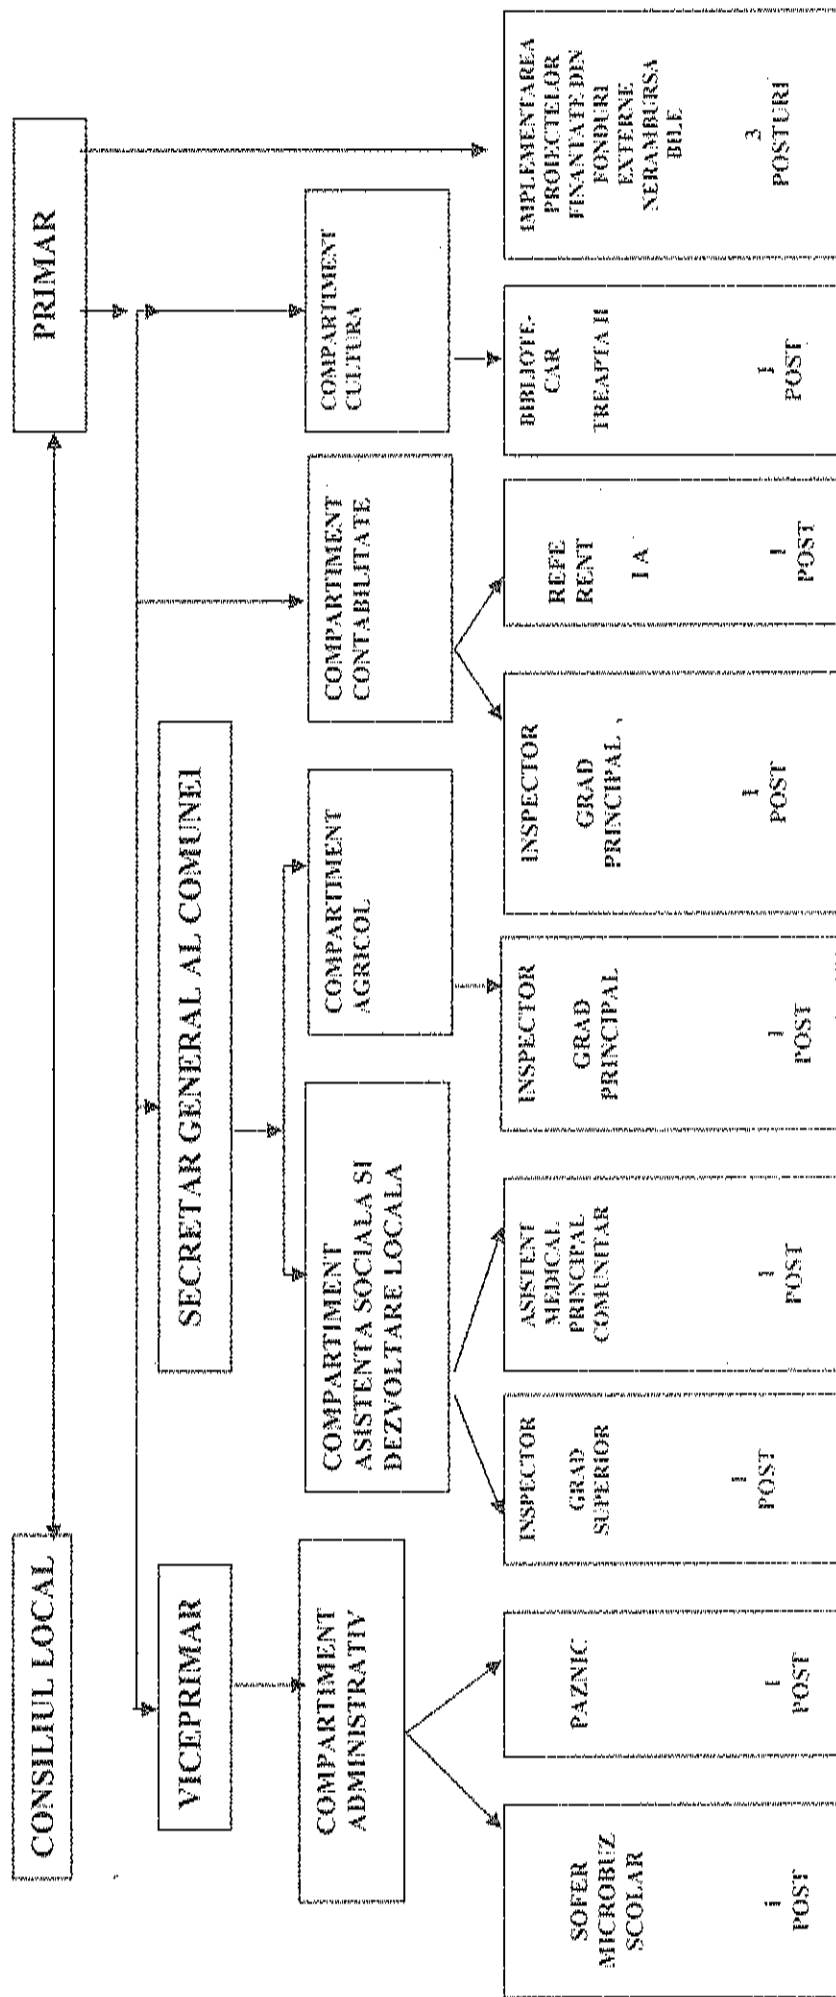 CONSILIUL LOCAL
PRIMAR
VICEPRIMAR
SECRETAR GENERAL AL COMUNEI
COMPARTIMENT
ADMINISTRATIV
COMPARTIMENT
ASISTENTA SOCIALA SI
DEZVOLTARE LOCALA
COMPARTIMENT
AGRICOL
COMPARTIMENT
CONTABILITATE
COMPARTIMENT
CULTURA
SOFER
MICROBUZ
SCOLAR
1
POST
PAZNIC
1
POST
INSPECTOR
GRAD
SUPERIOR
1
POST
ASISTENT
MEDICAL
PRINCIPAL
COMUNITAR
1
POST
INSPECTOR
GRAD
PRINCIPAL
1
POST
INSPECTOR
GRAD
PRINCIPAL ,
1
POST
REFE
RENT
I A
1
POST
BIBLIOTE-
CAR
TREAPTA II
1
POST
IMPLEMENTAREA
PROIECTELOR
FINANTATE DIN
FONDURI
EXTERNE
NERAMBURSA
BILE
3
POSTURI